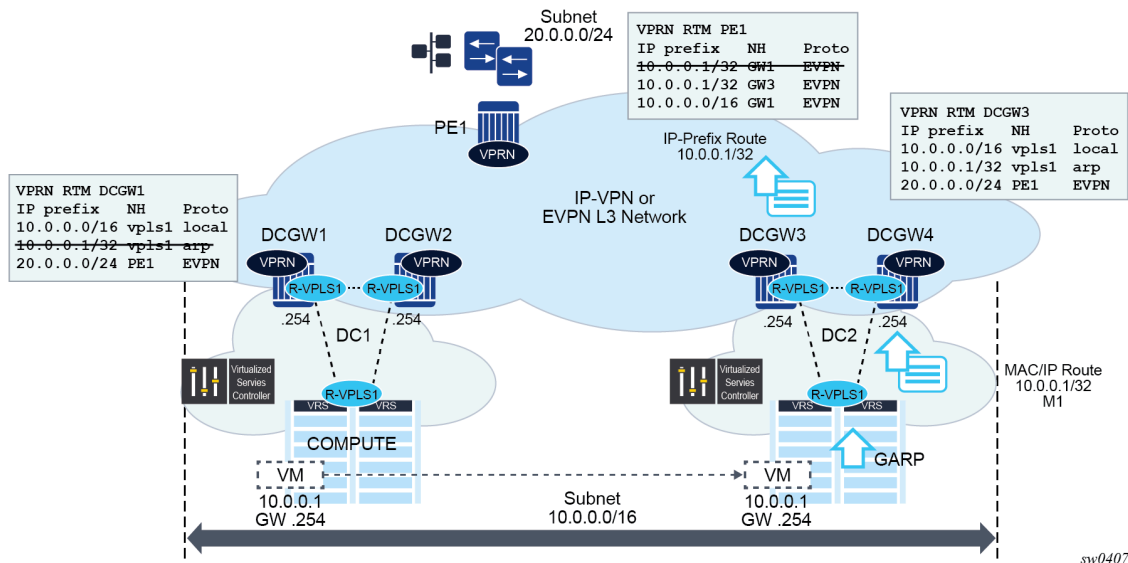 Subnet
20.0.0.0/24
VPRN RTM PE1
IP prefix NH Proto
10.0.0.1/32 GW1 EVPN
10.0.0.1/32 GW3 EVPN
10.0.0.0/16 GW1 EVPN
PE1
VPRN
IP-Prefix Route
10.0.0.1/32
VPRN RTM DCGW3
IP prefix NH Proto
10.0.0.0/16 vpls1 local
10.0.0.1/32 vpls1 arp
20.0.0.0/24 PE1 EVPN
VPRN RTM DCGW1
IP prefix NH Proto
10.0.0.0/16 vpls1 local
10.0.0.1/32 vpls1 arp
20.0.0.0/24 PE1 EVPN
IP-VPN or
EVPN L3 Network
DCGW1
DCGW2
DCGW3
DCGW4
VPRN
VPRN
VPRN
VPRN
R-VPLS1
R-VPLS1
R-VPLS1
R-VPLS1
.254
.254
.254
.254
DC1
DC2
Virtualized
Servies
Controller
Virtualized
Servies
Controller
MAC/IP Route
10.0.0.1/32
M1
R-VPLS1
R-VPLS1
VRS
VRS
VRS
VRS
COMPUTE
GARP
VM
VM
10.0.0.1
GW .254
Subnet
10.0.0.0/16
10.0.0.1
GW .254
sw0407